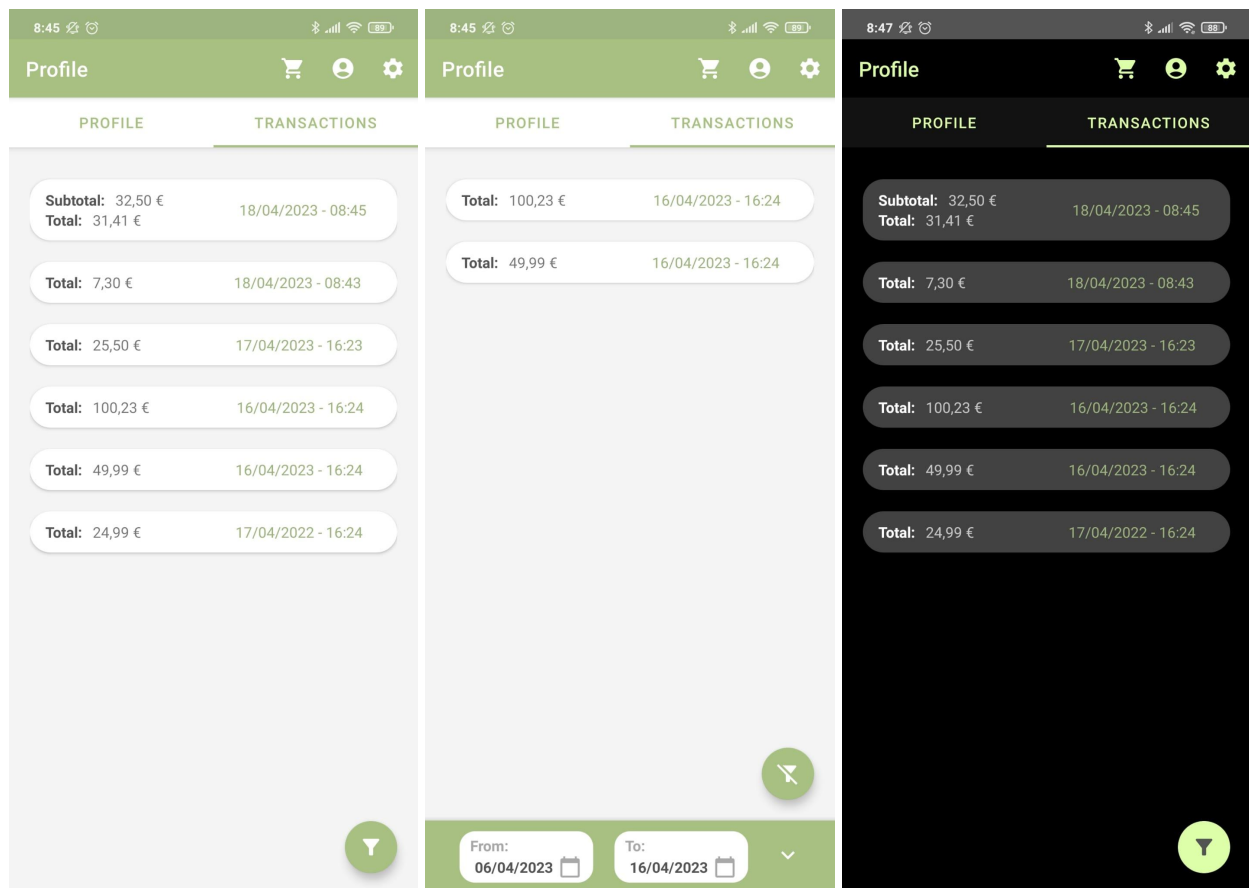 8:45
89
Profile
PROFILE TRANSACTIONS
Subtotal: 32,50 €
Total: 31,41 €
18/04/2023 - 08:45
Total: 7,30 € 18/04/2023 - 08:43
Total: 25,50 € 17/04/2023 - 16:23
Total: 100,23 € 16/04/2023 - 16:24
Total: 49,99 € 16/04/2023 - 16:24
Total: 24,99 € 17/04/2022 - 16:24
8:45
89
Profile
PROFILE TRANSACTIONS
Total: 100,23 € 16/04/2023 - 16:24
Total: 49,99 € 16/04/2023 - 16:24
From:
06/04/2023
To:
16/04/2023
8:47
88
Profile
PROFILE TRANSACTIONS
Subtotal: 32,50 €
Total: 31,41 €
18/04/2023 - 08:45
Total: 7,30 € 18/04/2023 - 08:43
Total: 25,50 € 17/04/2023 - 16:23
Total: 100,23 € 16/04/2023 - 16:24
Total: 49,99 € 16/04/2023 - 16:24
Total: 24,99 € 17/04/2022 - 16:24